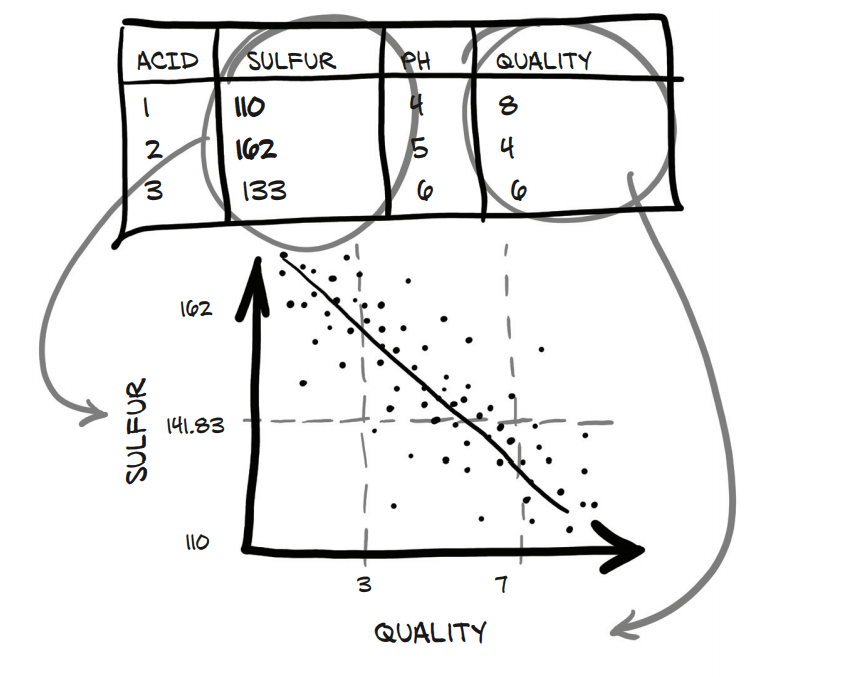 ACID SULFUR PH QUALITY
1 110 4 8
2 162 5 4
3 133 6 6
162
SULFUR
141.83
110
3 7
QUALITY